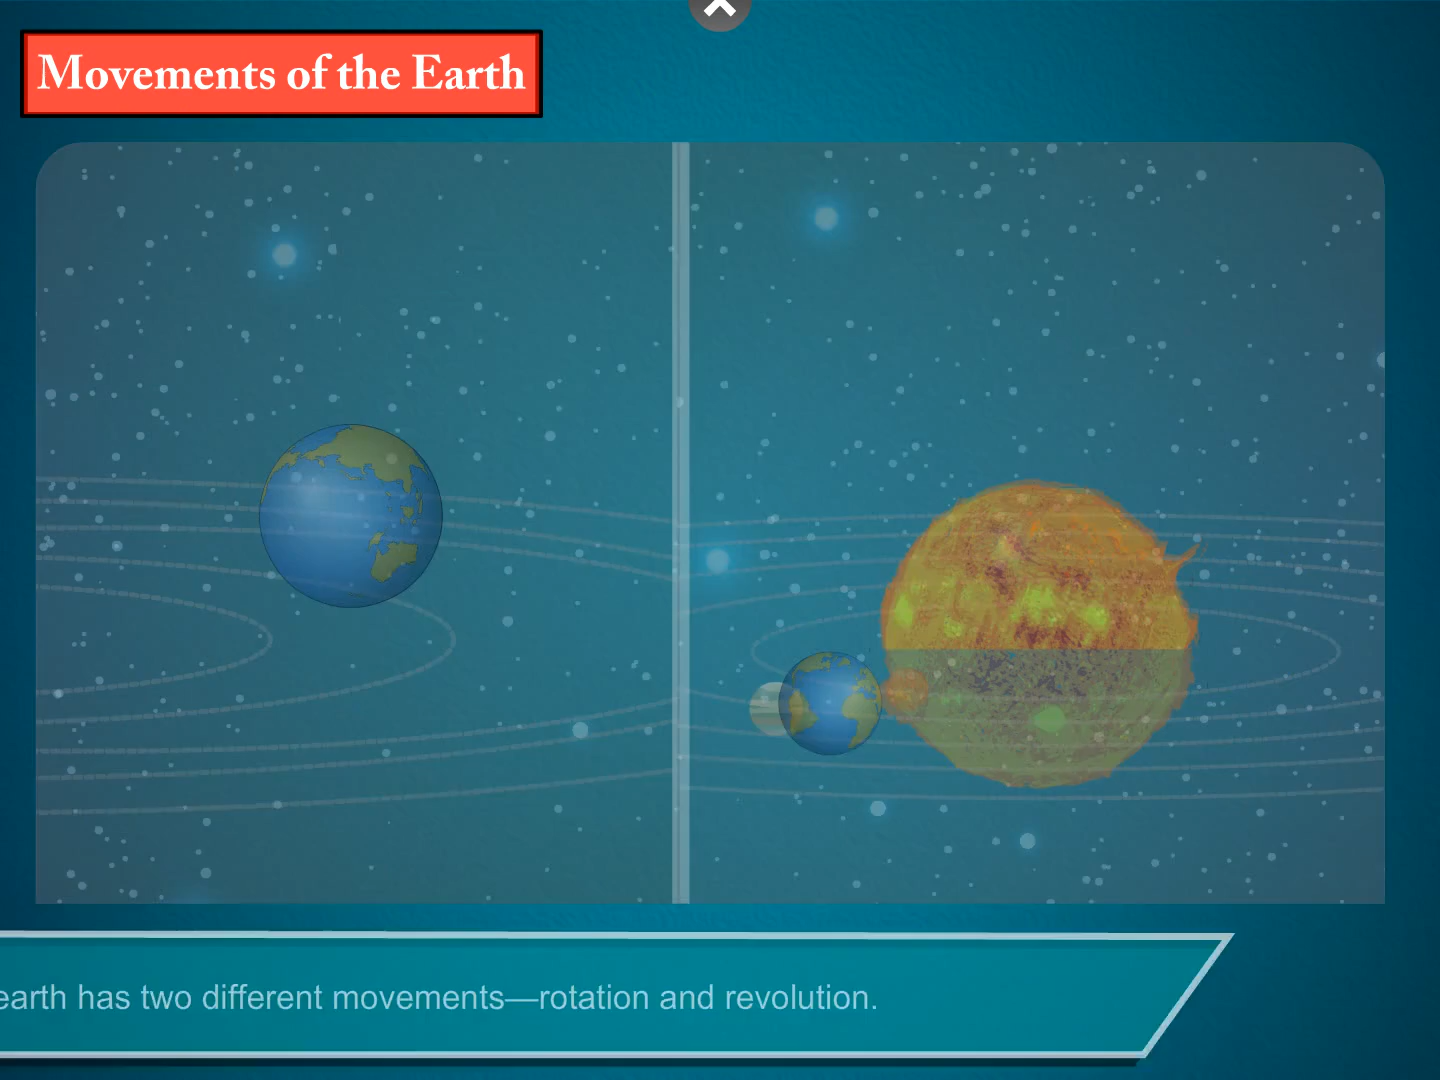 Movements of the Earth
earth has two different movements—rotation and revolution.